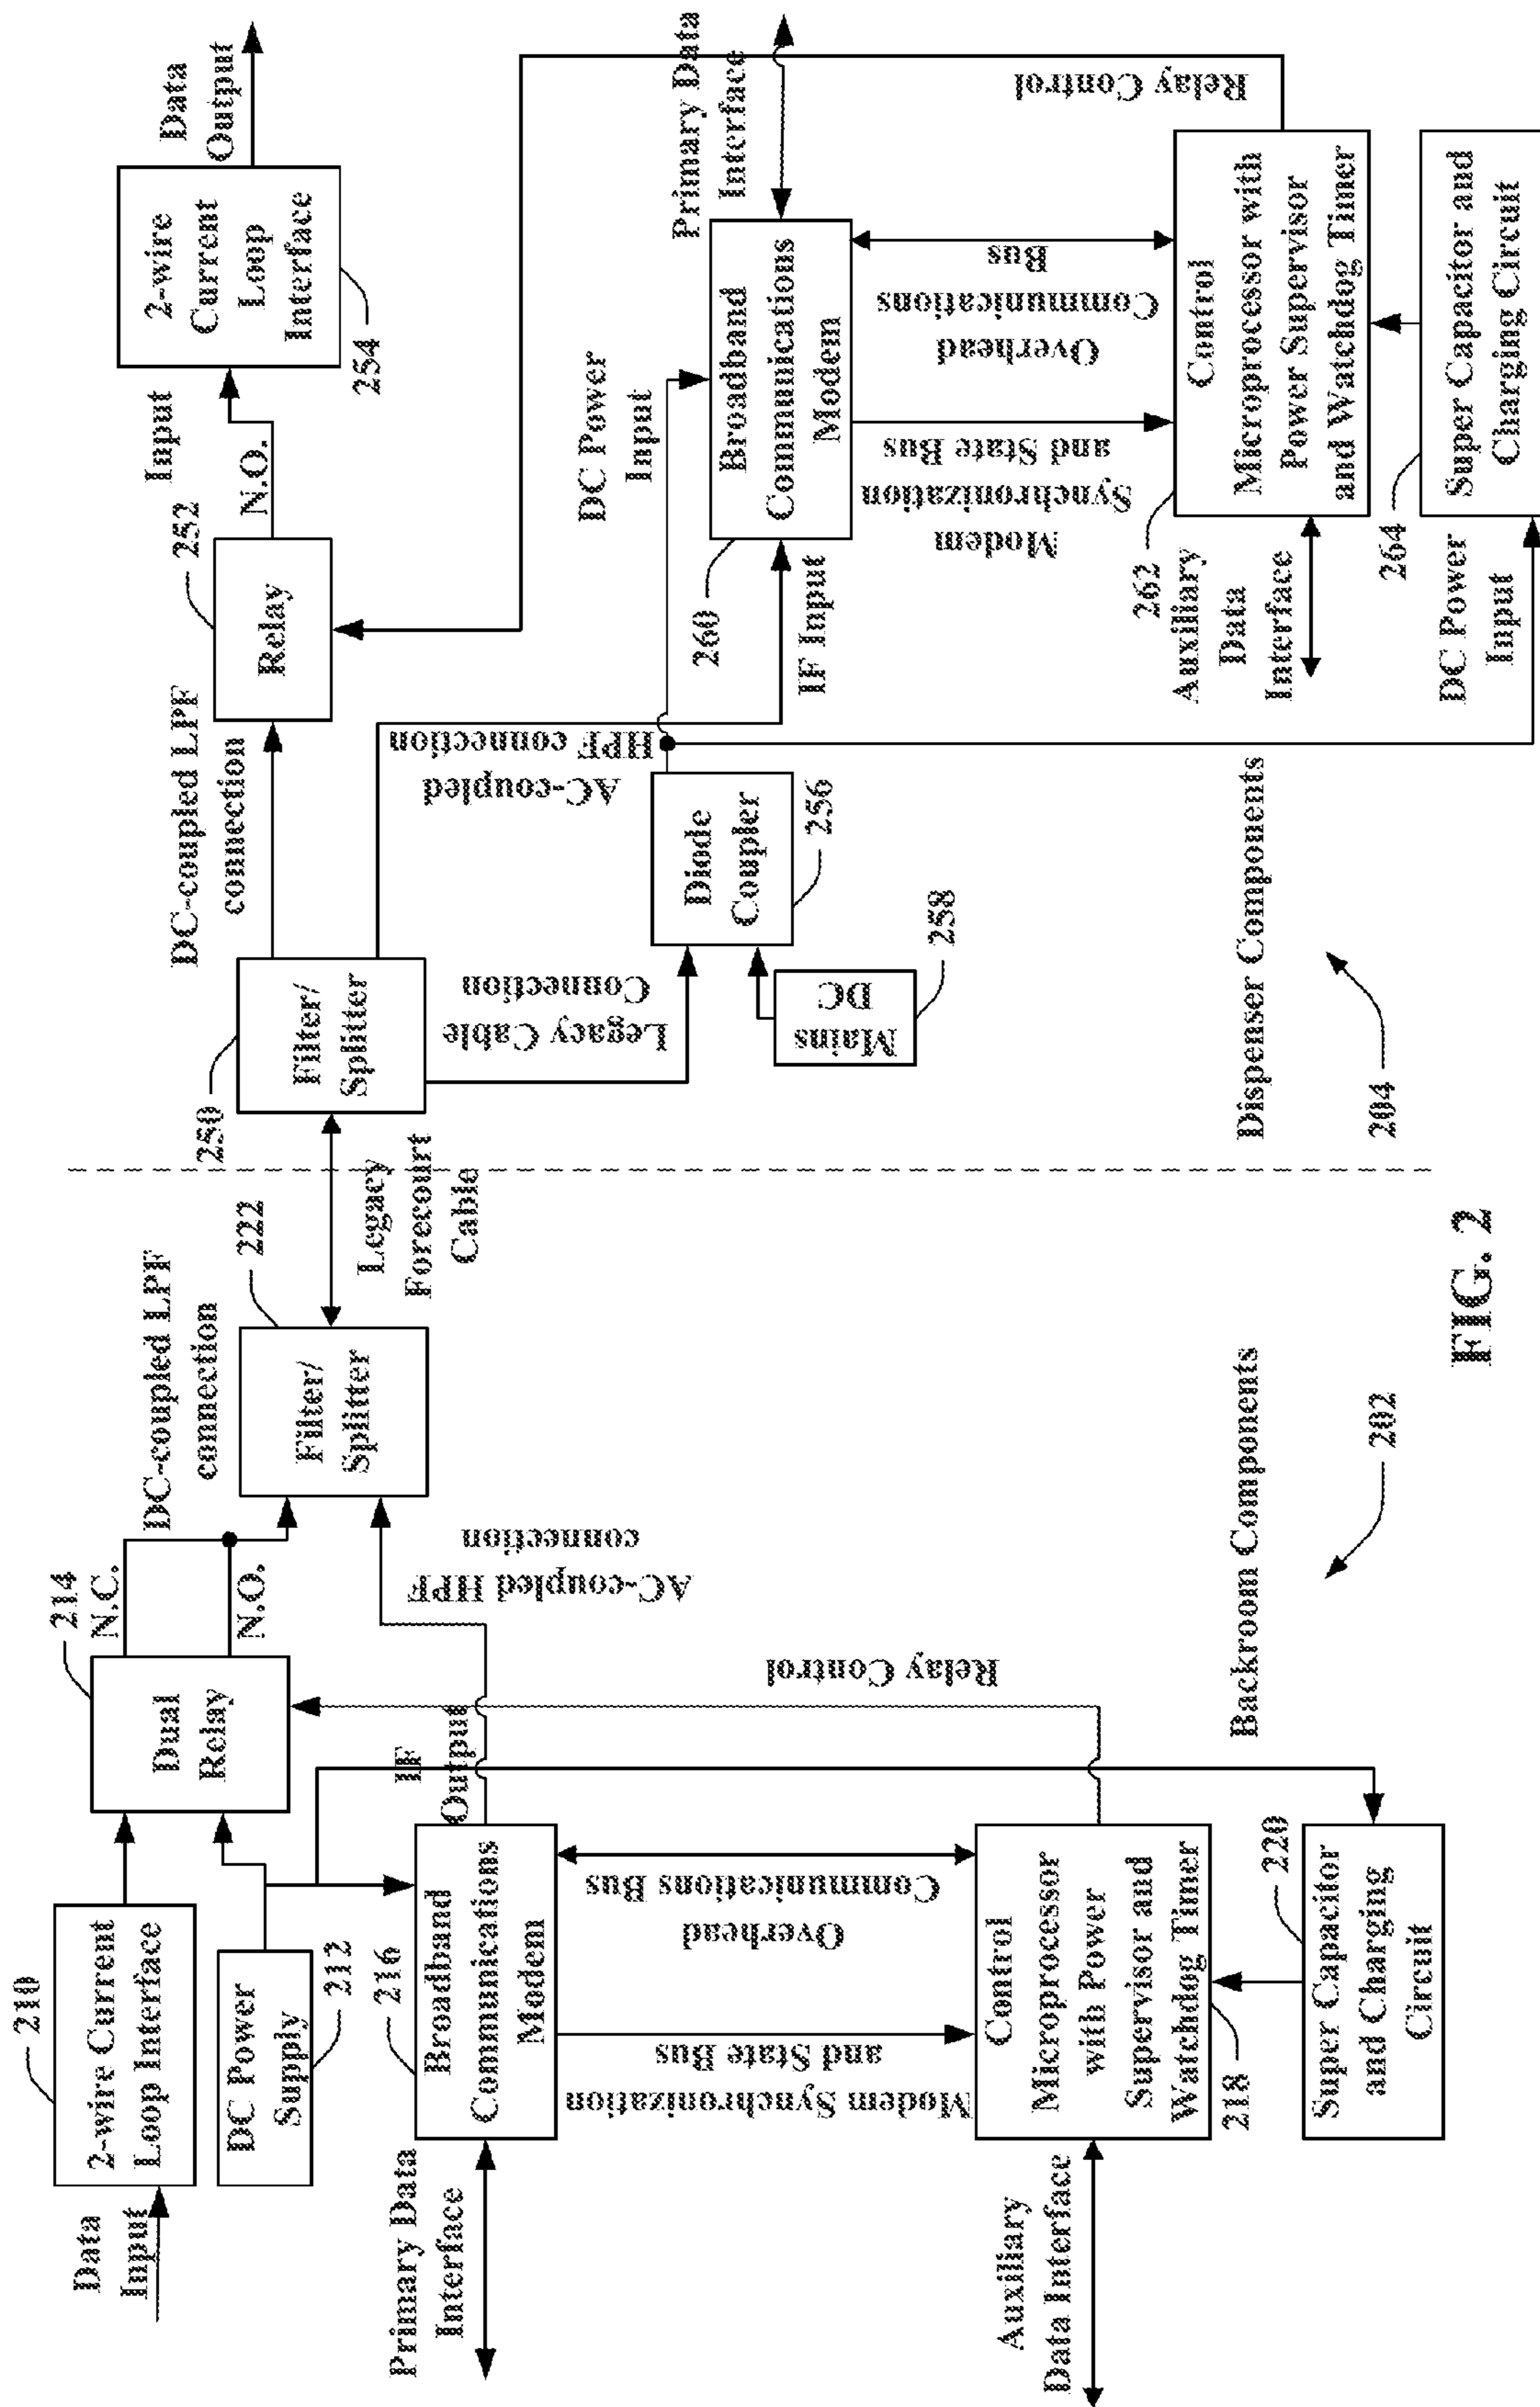 210
Data
Input
2-wire Current
Loop Interface
DC Power
Supply
212
214
Dual
Relay
N.C.
N.O.
DC-coupled LPF
connection
222
Filter/
Splitter
AC-coupled HPF
connection
Legacy
Forecourt
Cable
IF
Output
216
Primary Data
Interface
Broadband
Communications
Modem
Relay Control
Overhead
Communications Bus
Modem Synchronization
and State Bus
Auxiliary
Data Interface
Control
Microprocessor
with Power
Supervisor and
Watchdog Timer
218
220
Super Capacitor
and Charging
Circuit
Backroom Components
202
250
Filter/
Splitter
DC-coupled LPF
connection
252
Relay
N.O.
Input
2-wire
Current
Loop
Interface
254
Data
Output
AC-coupled
HPF connection
Legacy Cable
Connection
Diode
Coupler
256
Mains
DC
258
DC Power
Input
260
IF Input
Broadband
Communications
Modem
Primary Data
Interface
Relay Control
Overhead
Communications
Bus
Modem
Synchronization
and State Bus
262
Auxiliary
Data
Interface
Control
Microprocessor with
Power Supervisor
and Watchdog Timer
264
DC Power
Input
Super Capacitor and
Charging Circuit
Dispenser Components
204
FIG. 2